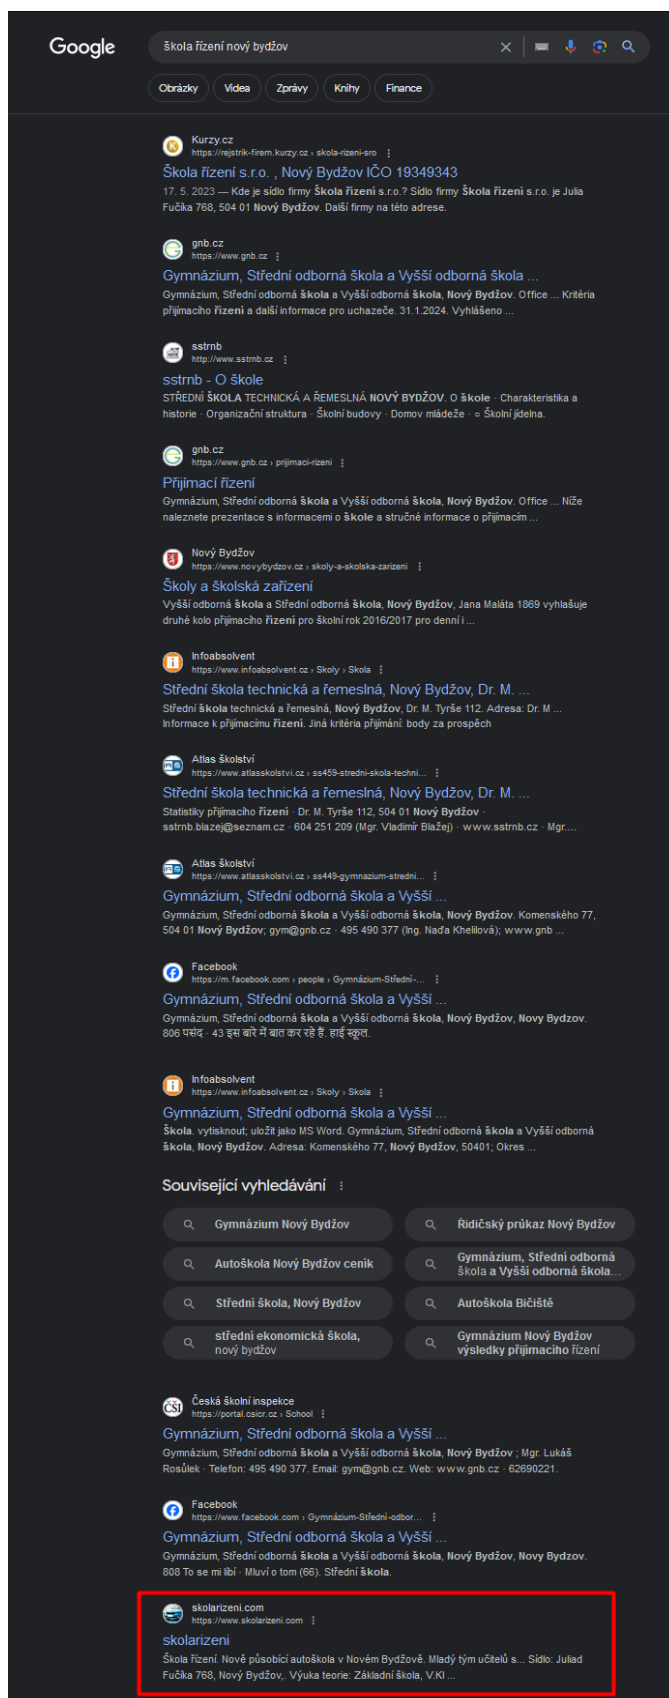 Google
škola řízení nový bydžov
Obrázky Videa Zprávy Knihy Finance
Kurzy.cz
https://rejstrik-firem.kurzy.cz › skola-rizeni-sro
Škola řízení s.r.o. , Nový Bydžov IČO 19349343
17. 5. 2023 — Kde je sídlo firmy Škola řízení s.r.o.? Sídlo firmy Škola řízení s.r.o. je Julia
Fučíka 768, 504 01 Nový Bydžov. Další firmy na této adrese.
gnb.cz
https://www.gnb.cz
Gymnázium, Střední odborná škola a Vyšší odborná škola ...
Gymnázium, Střední odborná škola a Vyšší odborná škola, Nový Bydžov. Office ... Kritéria
přijímacího řízení a další informace pro uchazeče. 31.1.2024. Vyhlášeno ...
sstrnb
http://www.sstrnb.cz
sstrnb - O škole
STŘEDNÍ ŠKOLA TECHNICKÁ A ŘEMESLNÁ NOVÝ BYDŽOV. O škole · Charakteristika a
historie · Organizační struktura · Školní budovy · Domov mládeže · ○ Školní jídelna.
gnb.cz
https://www.gnb.cz › prijimaci-rizeni
Přijímací řízení
Gymnázium, Střední odborná škola a Vyšší odborná škola, Nový Bydžov. Office ... Níže
naleznete prezentace s informacemi o škole a stručné informace o přijímacím ...
Nový Bydžov
https://www.novybydzov.cz › skoly-a-skolska-zarizeni
Školy a školská zařízení
Vyšší odborná škola a Střední odborná škola, Nový Bydžov, Jana Maláta 1869 vyhlašuje
druhé kolo přijímacího řízení pro školní rok 2016/2017 pro denní i ...
Infoabsolvent
https://www.infoabsolvent.cz › Skoly › Skola
Střední škola technická a řemeslná, Nový Bydžov, Dr. M. ...
Střední škola technická a řemeslná, Nový Bydžov, Dr. M. Tyrše 112. Adresa: Dr. M ...
Informace k přijímacímu řízení. Jiná kritéria přijímání: body za prospěch
Atlas školství
https://www.atlasskolstvi.cz › ss459-stredni-skola-techni...
Střední škola technická a řemeslná, Nový Bydžov, Dr. M. ...
Statistiky přijímacího řízení · Dr. M. Tyrše 112, 504 01 Nový Bydžov ·
sstrnb.blazej@seznam.cz · 604 251 209 (Mgr. Vladimír Blažej) · www.sstrnb.cz · Mgr....
Atlas školství
https://www.atlasskolstvi.cz › ss449-gymnazium-stredni...
Gymnázium, Střední odborná škola a Vyšší ...
Gymnázium, Střední odborná škola a Vyšší odborná škola, Nový Bydžov. Komenského 77,
504 01 Nový Bydžov; gym@gnb.cz · 495 490 377 (Ing. Naďa Khelilová); www.gnb ...
Facebook
https://m.facebook.com › people › Gymnázium-Střední-...
Gymnázium, Střední odborná škola a Vyšší ...
Gymnázium, Střední odborná škola a Vyšší odborná škola, Nový Bydžov, Novy Bydzov.
806 पसंद · 43 इस बारे में बात कर रहे हैं. हाई स्कूल.
Infoabsolvent
https://www.infoabsolvent.cz › Skoly › Skola
Gymnázium, Střední odborná škola a Vyšší ...
Škola. vytisknout; uložit jako MS Word. Gymnázium, Střední odborná škola a Vyšší odborná
škola, Nový Bydžov. Adresa: Komenského 77, Nový Bydžov, 50401; Okres ...
Související vyhledávání
Gymnázium Nový Bydžov
Řidičský průkaz Nový Bydžov
Autoškola Nový Bydžov ceník
Gymnázium, Střední odborná
škola a Vyšší odborná škola...
Střední škola, Nový Bydžov
Autoškola Bičiště
střední ekonomická škola,
nový bydžov
Gymnázium Nový Bydžov
výsledky přijímacího řízení
ČŠI
Česká školní inspekce
https://portal.csicr.cz › School
Gymnázium, Střední odborná škola a Vyšší ...
Gymnázium, Střední odborná škola a Vyšší odborná škola, Nový Bydžov ; Mgr. Lukáš
Rosůlek · Telefon: 495 490 377. Email: gym@gnb.cz. Web: www.gnb.cz · 62690221.
Facebook
https://www.facebook.com › Gymnázium-Střední-odbor...
Gymnázium, Střední odborná škola a Vyšší ...
Gymnázium, Střední odborná škola a Vyšší odborná škola, Nový Bydžov, Novy Bydzov.
808 To se mi líbí · Mluví o tom (66). Střední škola.
skolarizeni.com
https://www.skolarizeni.com
skolarizeni
Škola řízení. Nově působící autoškola v Novém Bydžově. Mladý tým učitelů s... Sídlo: Juliad
Fučíka 768, Nový Bydžov,. Výuka teorie: Základní škola, V.Kl ...